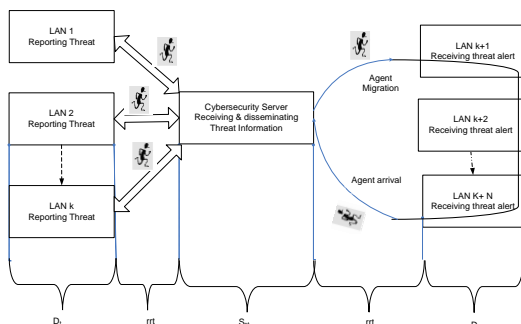 LAN 1
Reporting Threat
LAN 2
Reporting Threat
LAN k
Reporting Threat
Cybersecurity Server
Receiving & disseminating
Threat Information
Agent
Migration
Agent arrival
LAN k+1
Receiving threat alert
LAN k+2
Receiving threat alert
LAN K+ N
Receiving threat alert
rrt
rrt